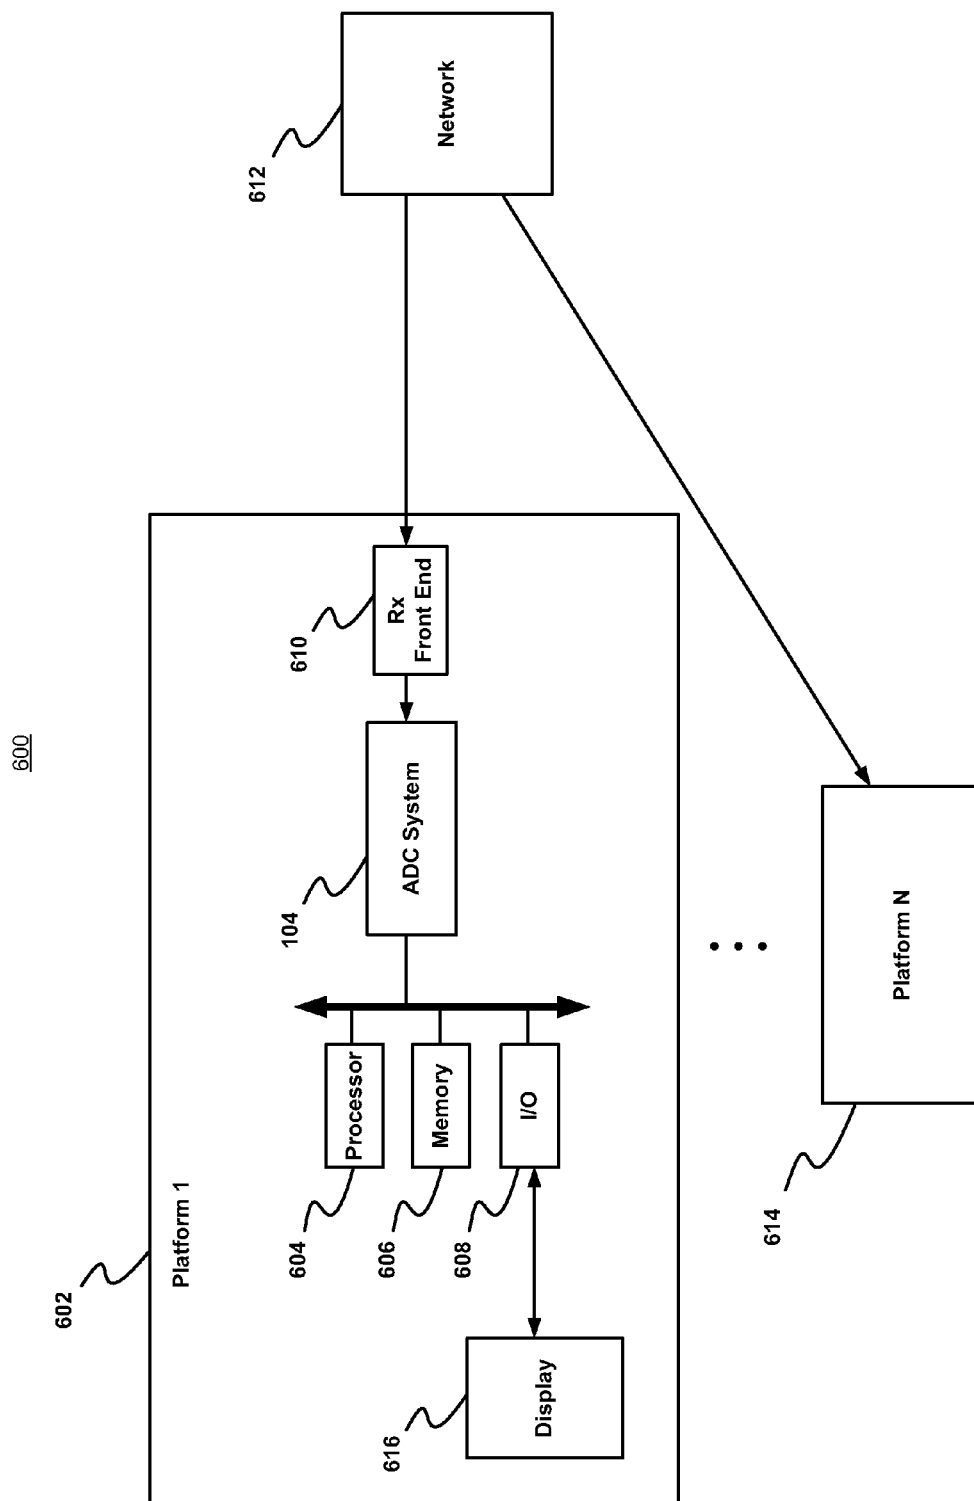 600
602
Platform 1
604
Processor
606
Memory
608
I/O
616
Display
104
ADC System
610
Rx
Front End
612
Network
614
Platform N